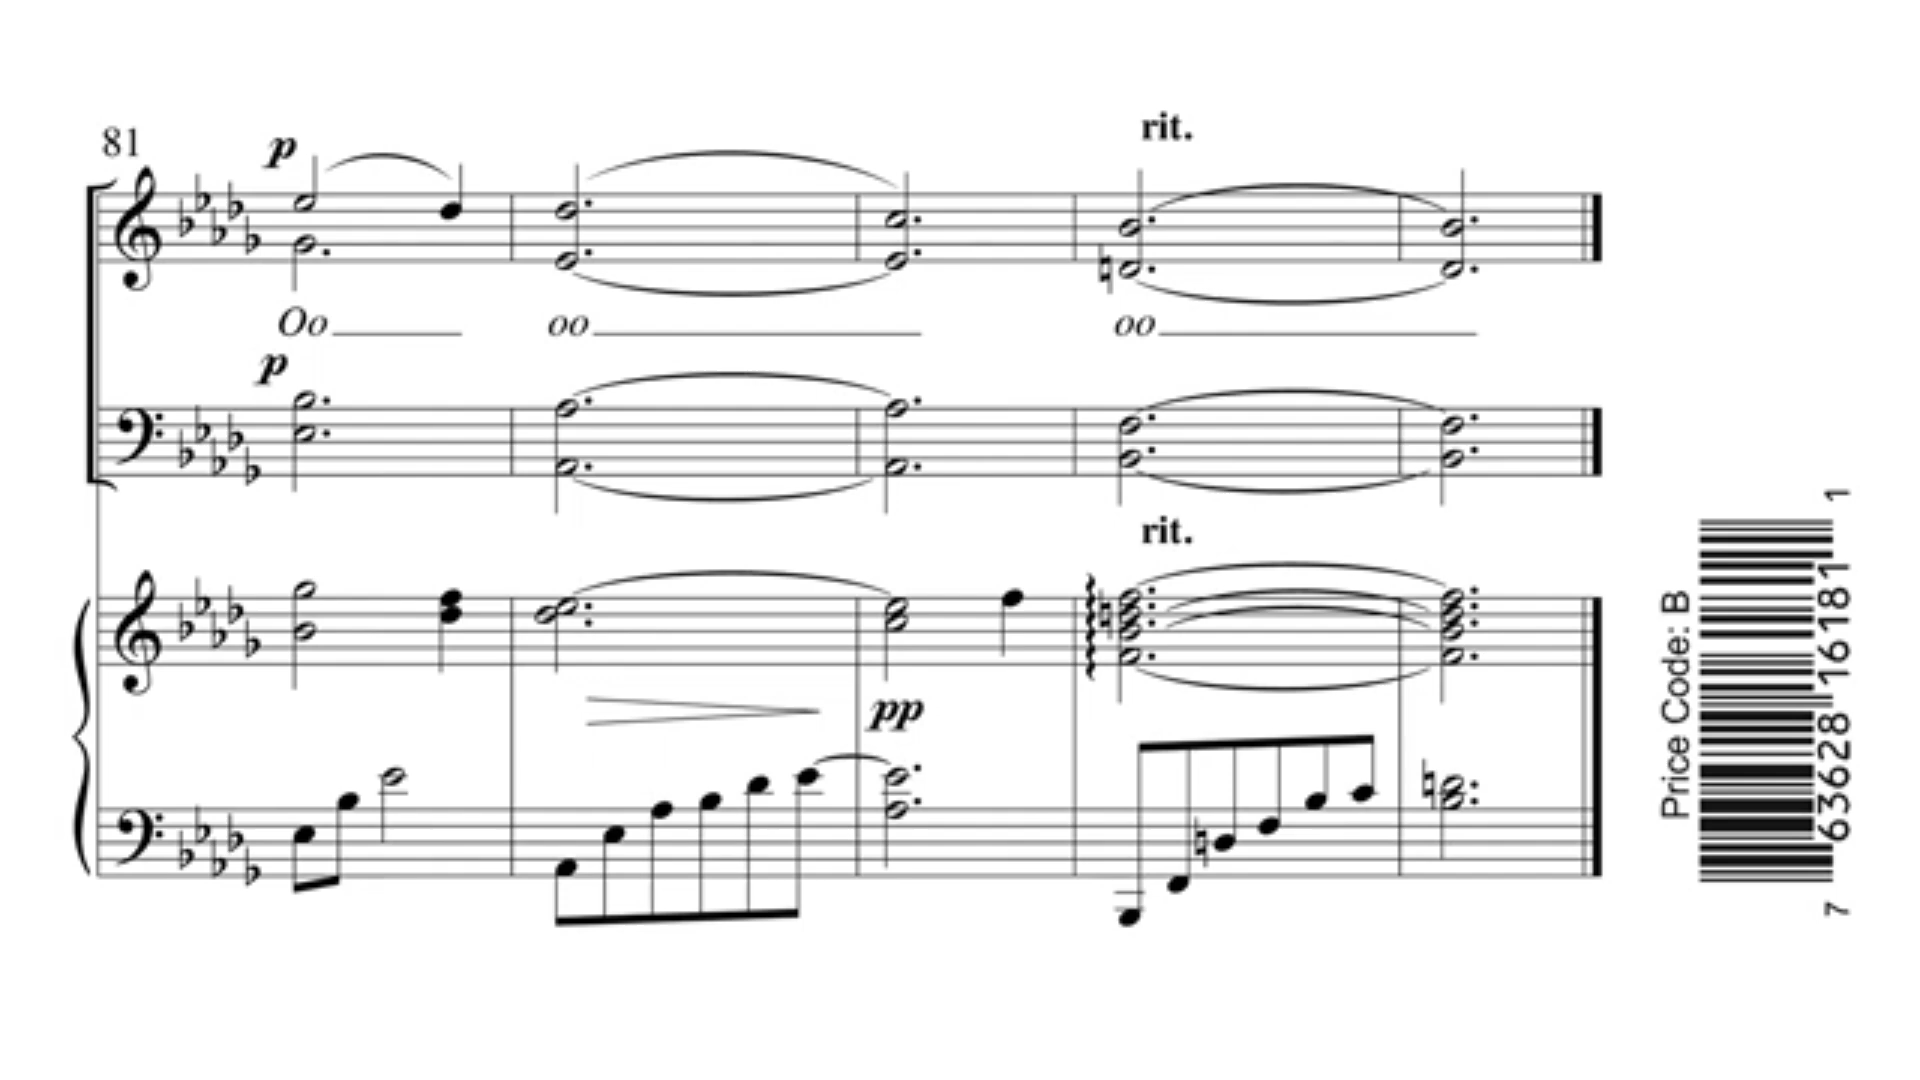 81
p
rit.
Oo oo oo
p
rit.
pp
Price Code: B
7 63628 16181 1